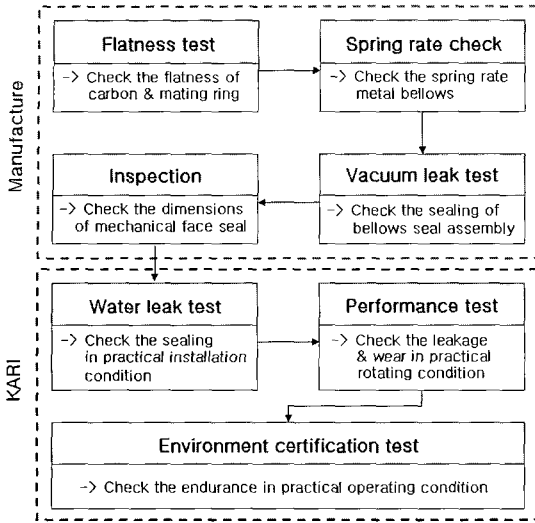 Manufacture
Flatness test
-> Check the flatness of
carbon & mating ring
Spring rate check
-> Check the spring rate
metal bellows
Inspection
-> Check the dimensions
of mechanical face seal
Vacuum leak test
-> Check the sealing of
bellows seal assembly
KARI
Water leak test
-> Check the sealing
in practical installation
condition
Performance test
-> Check the leakage
& wear in practical
rotating condition
Environment certification test
-> Check the endurance in practical operating condition